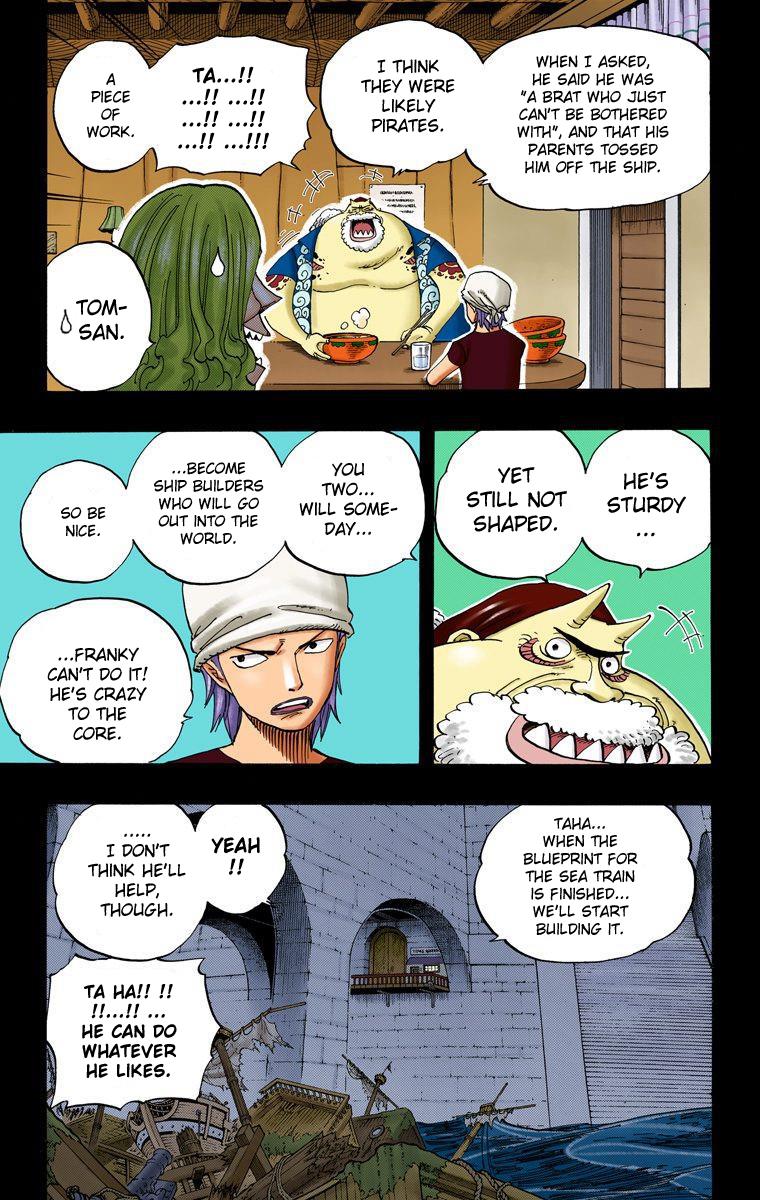 WHEN I ASKED,
HE SAID HE WAS
"A BRAT WHO JUST
CAN'T BE BOTHERED
WITH", AND THAT HIS
PARENTS TOSSED
HIM OFF THE SHIP.
I THINK
THEY WERE
LIKELY
PIRATES.
TA...!!
...!! ...!!
...!! ...!!
...!! ...!!!
A
PIECE
OF
WORK.
TOM-
SAN.
HE'S
STURDY
...
YET
STILL NOT
SHAPED.
YOU
TWO...
WILL SOME-
DAY...
...BECOME
SHIP BUILDERS
WHO WILL GO
OUT INTO THE
WORLD.
SO BE
NICE.
...FRANKY
CAN'T DO IT!
HE'S CRAZY
TO THE
CORE.
TAHA...
WHEN THE
BLUEPRINT FOR
THE SEA TRAIN
IS FINISHED...
WE'LL START
BUILDING IT.
YEAH
!!
.....
I DON'T
THINK HE'LL
HELP,
THOUGH.
TA HA!! !!
!!...!! ...
HE CAN DO
WHATEVER
HE LIKES.